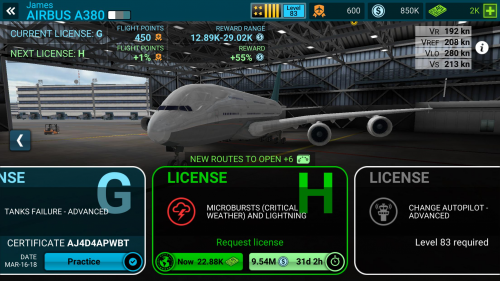 James
AIRBUS A380
Level
83
600
850K
2K
CURRENT LICENSE: G
FLIGHT POINTS
450
REWARD RANGE
12.89K-29.02K
NEXT LICENSE: H
FLIGHT POINTS
+1%
REWARD
+55%
VR 192 kn
VREF 208 kn
VLO 280 kn
VS 213 kn
NEW ROUTES TO OPEN +6
NSE
G
TANKS FAILURE - ADVANCED
CERTIFICATE AJ4D4APWBT
DATE
MAR-16-18
Practice
LICENSE
H
MICROBURSTS (CRITICAL
WEATHER) AND LIGHTNING
Request license
Now 22.88K
9.54M
31d 2h
LICENSE
CHANGE AUTOPILOT -
ADVANCED
Level 83 required